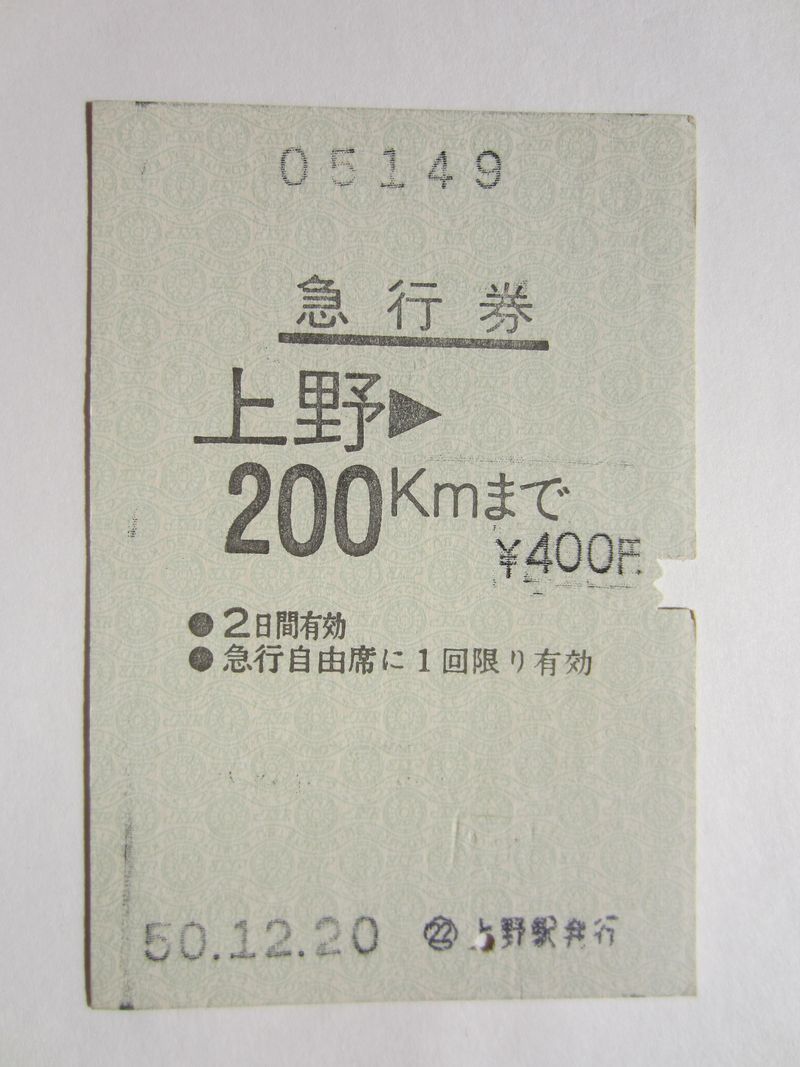 05149
急行券
上野▶
200Kmまで
¥400円
●2日間有効
●急行自由席に1回限り有効
50.12.20 ㉒上野駅発行